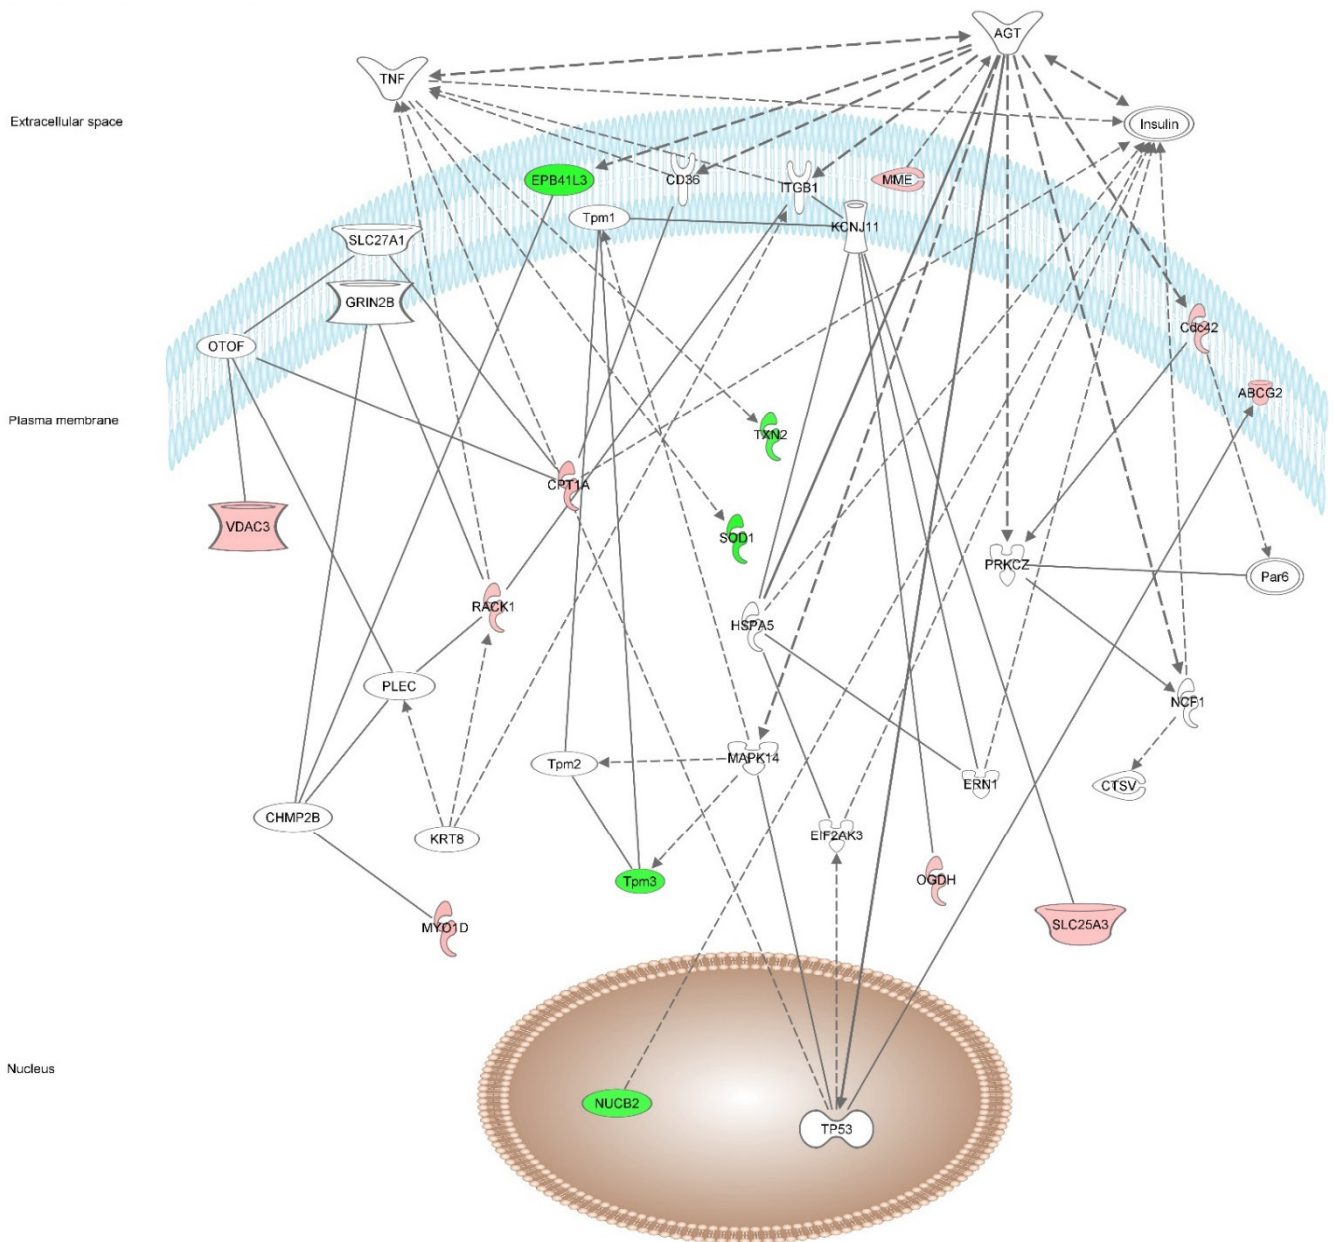 AGT
TNF
Extracellular space
Insulin
EPB41L3
CD36
ITGB1
MME
Tpm1
KCNJ11
SLC27A1
GRIN2B
Cdc42
OTOF
ABCG2
Plasma membrane
TXN2
CPT1A
VDAC3
SOD1
PRKCZ
Par6
RACK1
HSPA5
PLEC
NCF1
MAPK14
Tpm2
ERN1
CTSV
CHMP2B
KRT8
EIF2AK3
Tpm3
OGDH
MYO1D
SLC25A3
Nucleus
NUCB2
TP53